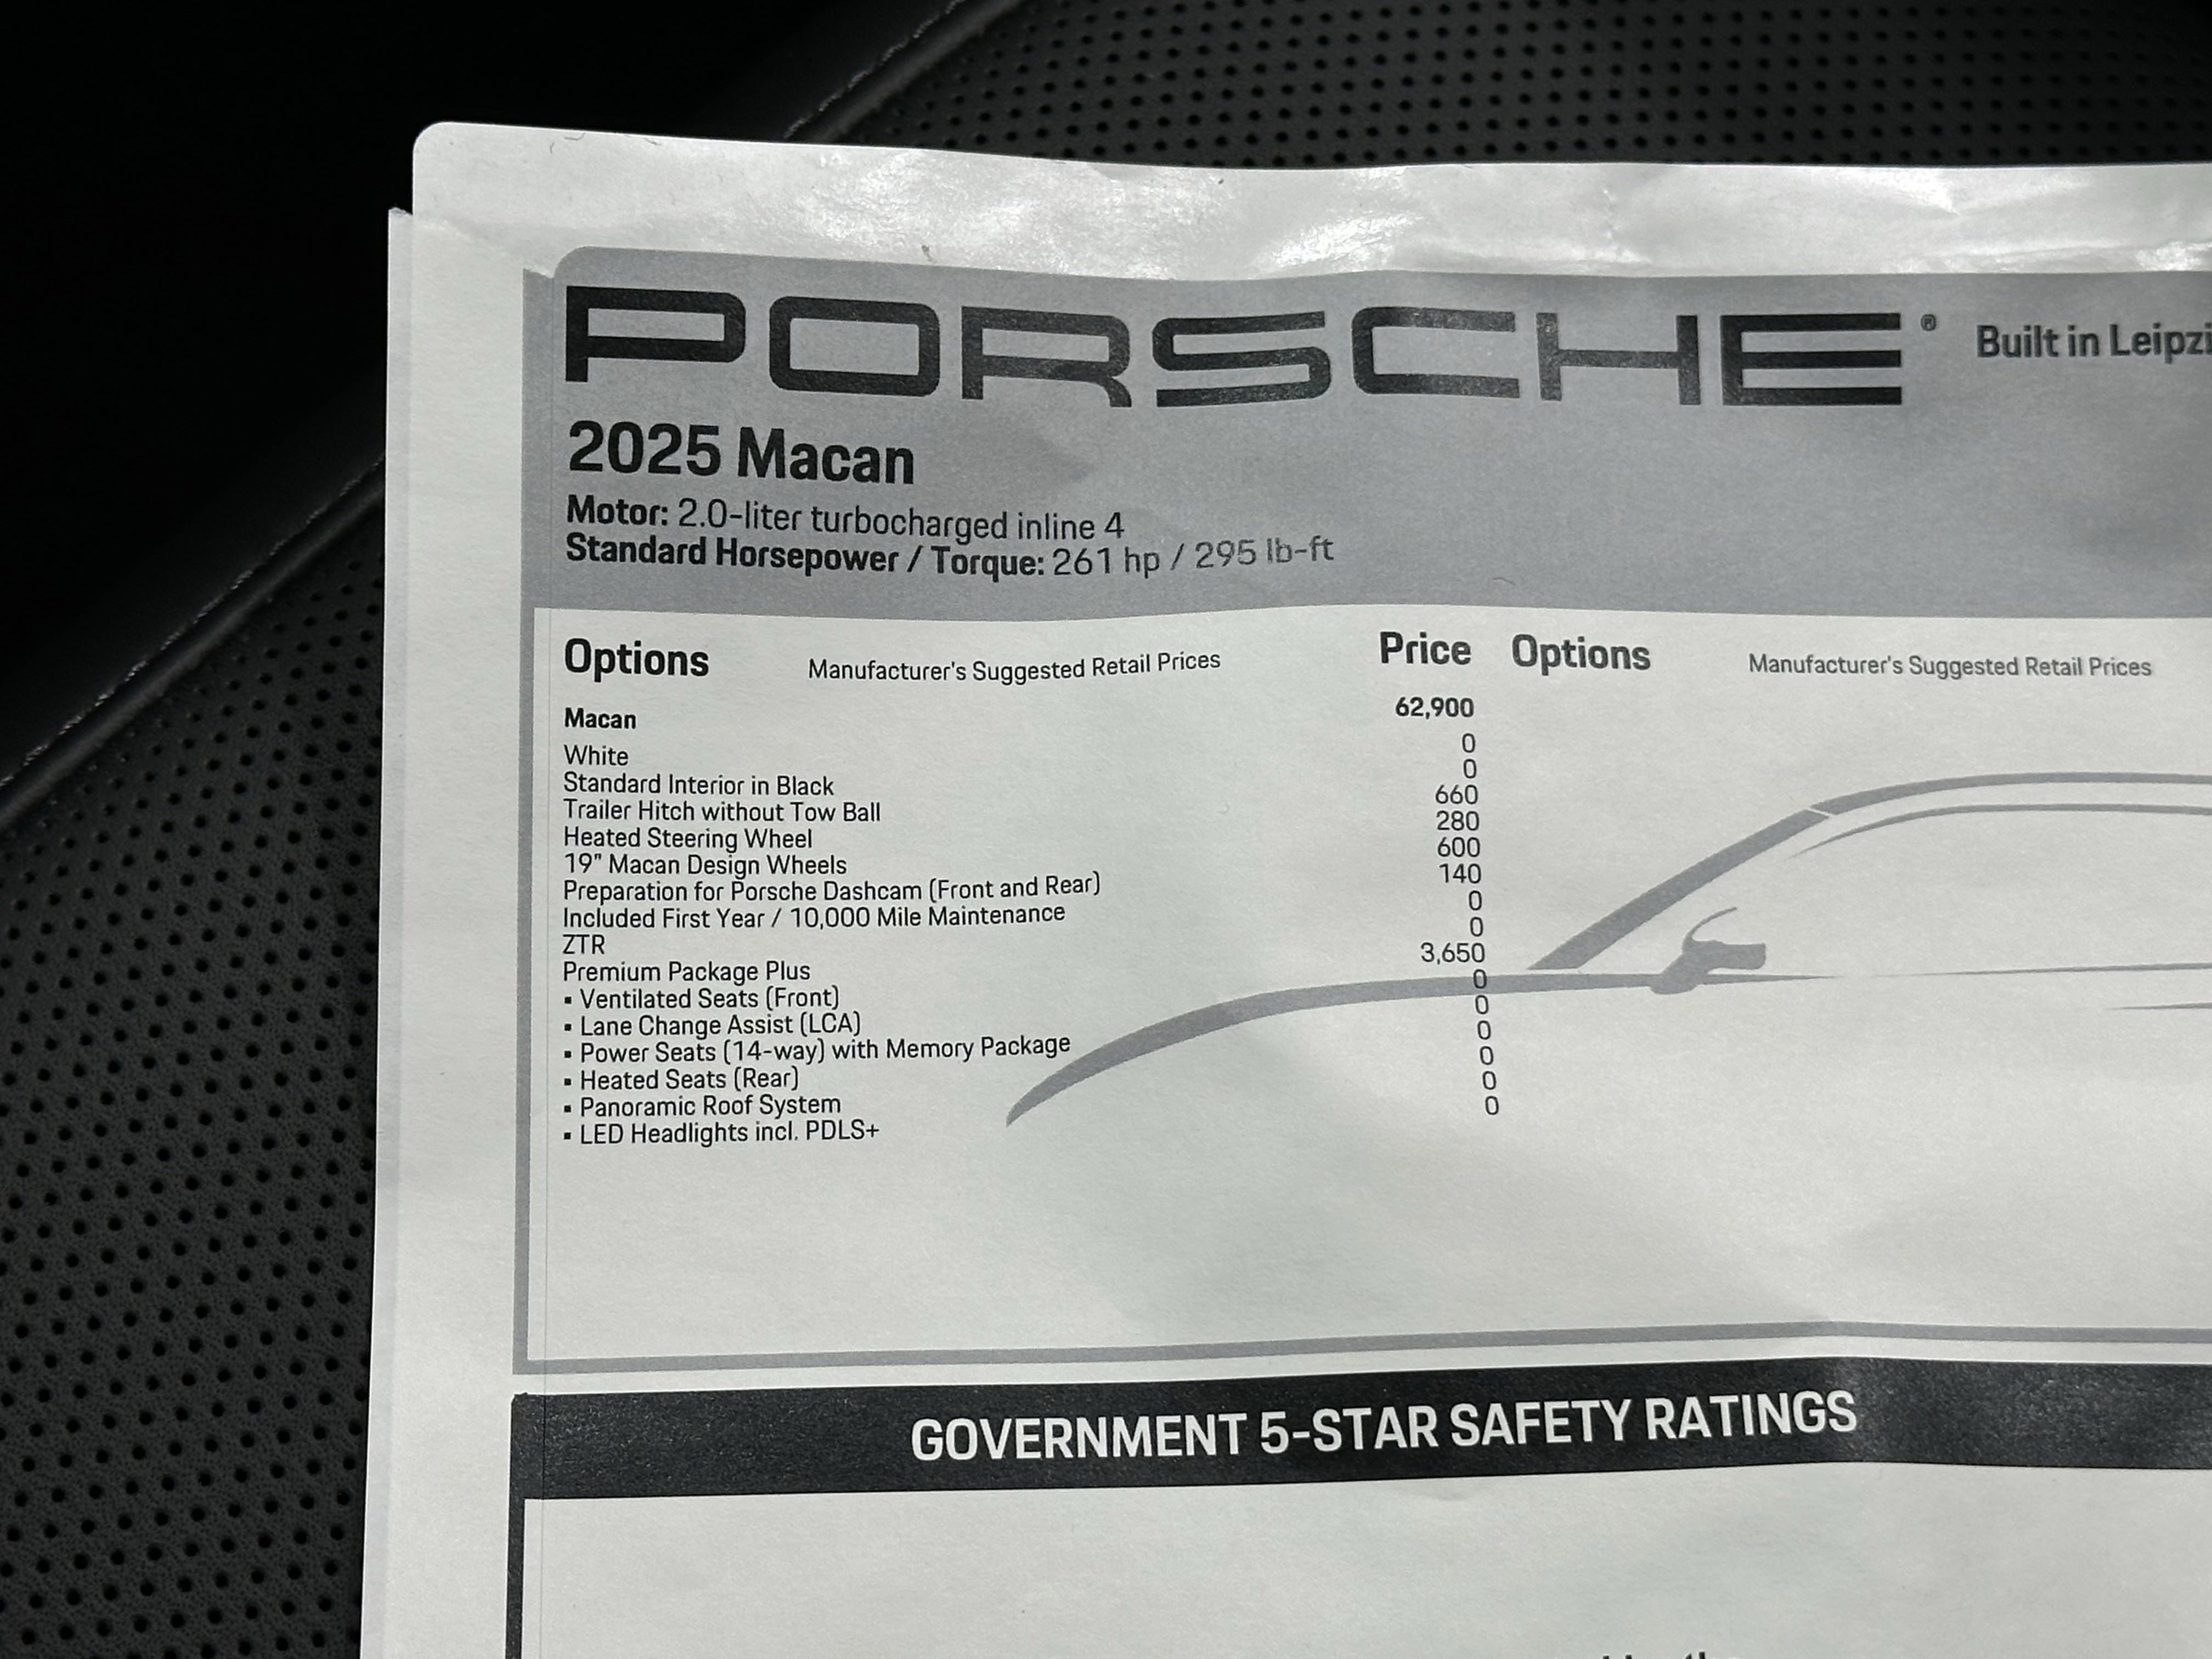 PORSCHE® Built in Leipzi
2025 Macan
Motor: 2.0-liter turbocharged inline 4
Standard Horsepower / Torque: 261 hp / 295 lb-ft
Options Manufacturer's Suggested Retail Prices Price Options Manufacturer's Suggested Retail Prices
Macan 62,900
White 0
Standard Interior in Black 0
Trailer Hitch without Tow Ball 660
Heated Steering Wheel 280
19" Macan Design Wheels 600
Preparation for Porsche Dashcam (Front and Rear) 140
Included First Year / 10,000 Mile Maintenance 0
ZTR 0
Premium Package Plus 3,650
▪ Ventilated Seats (Front) 0
▪ Lane Change Assist (LCA) 0
▪ Power Seats (14-way) with Memory Package 0
▪ Heated Seats (Rear) 0
▪ Panoramic Roof System 0
▪ LED Headlights incl. PDLS+ 0
GOVERNMENT 5-STAR SAFETY RATINGS